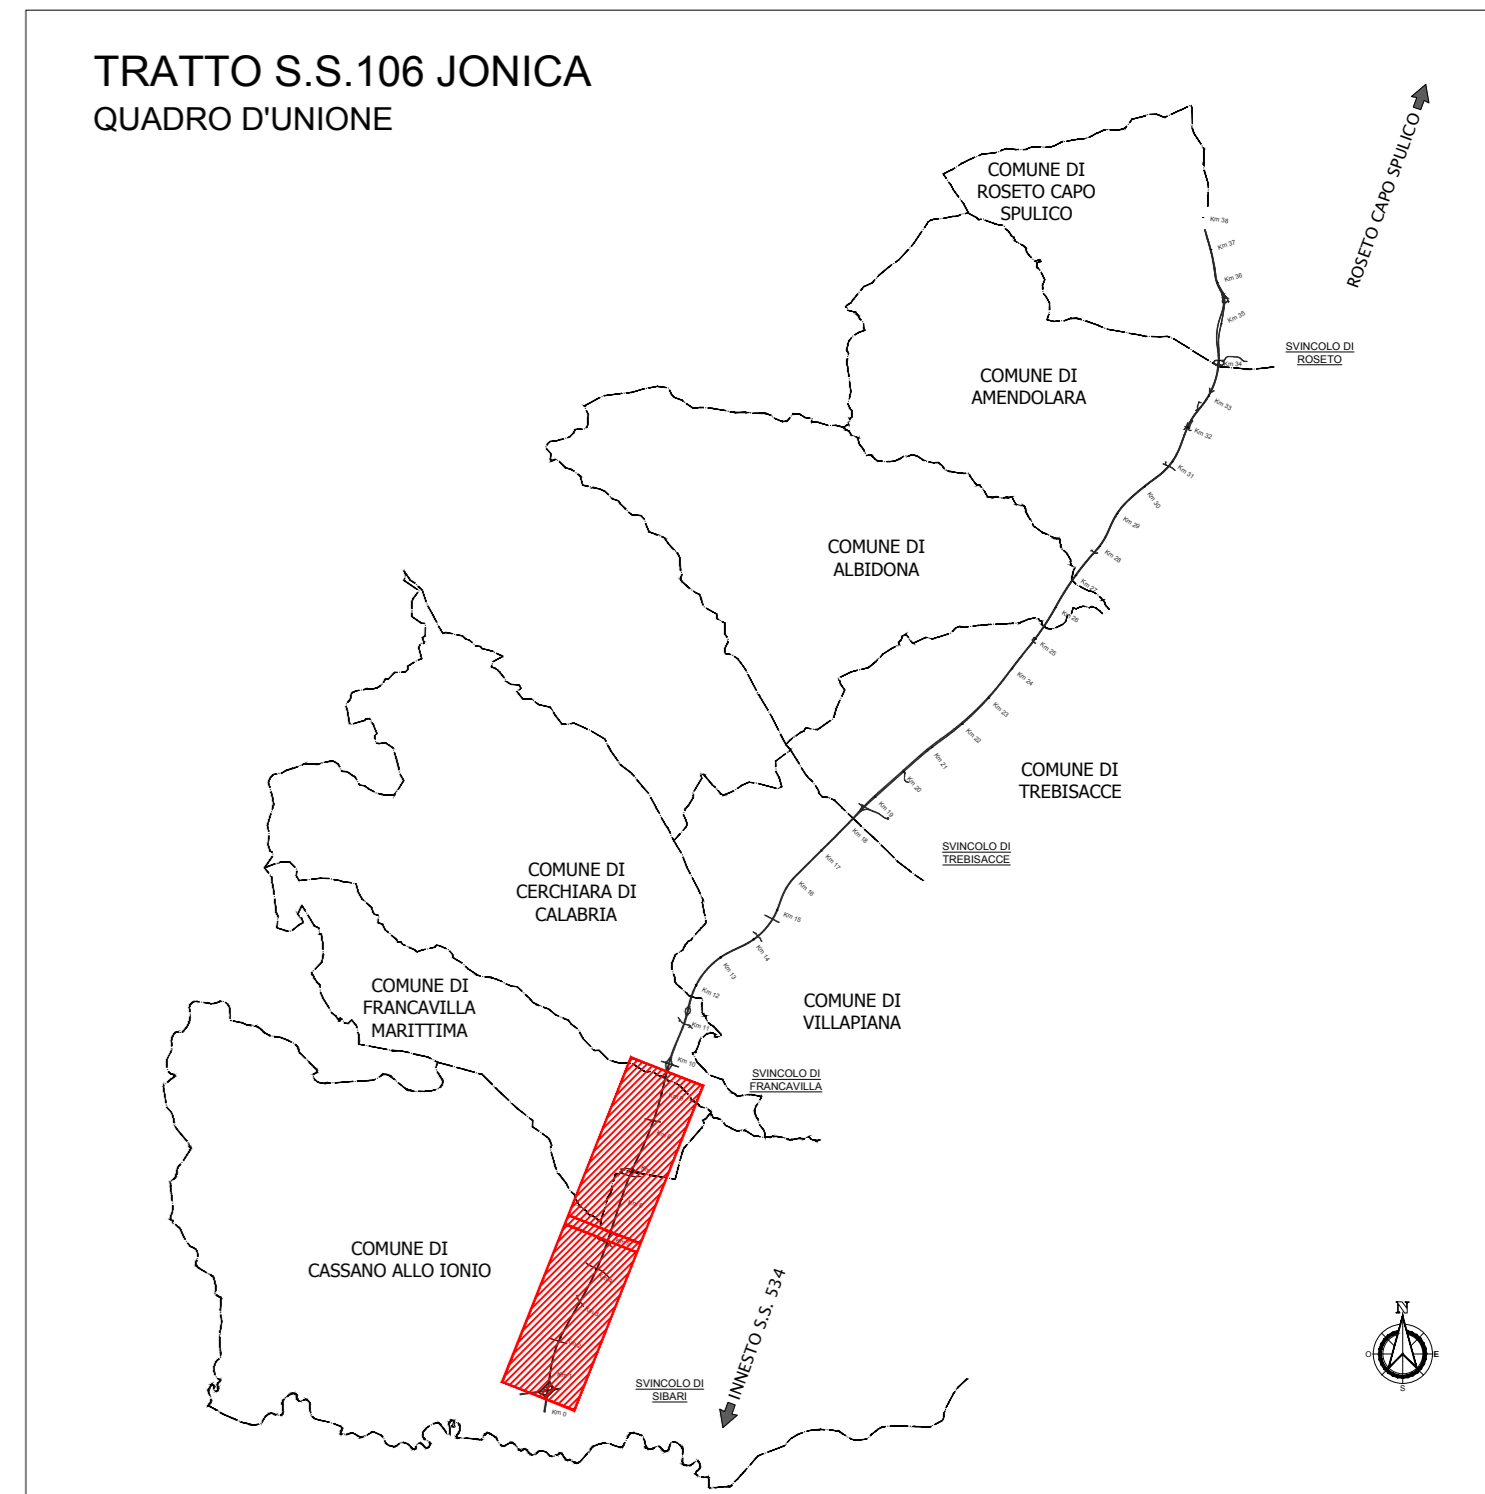 TRATTO S.S.106 JONICA
QUADRO D'UNIONE
ROSETO CAPO SPULICO
COMUNE DI
ROSETO CAPO
SPULICO
Km 38
Km 37
Km 36
Km 35
SVINCOLO DI
ROSETO
Km 34
COMUNE DI
AMENDOLARA
Km 33
Km 32
Km 31
Km 30
Km 29
COMUNE DI
ALBIDONA
Km 28
Km 27
Km 26
Km 25
Km 24
Km 23
Km 22
Km 21
COMUNE DI
TREBISACCE
Km 20
Km 19
Km 18
SVINCOLO DI
TREBISACCE
Km 17
COMUNE DI
CERCHIARA DI
CALABRIA
Km 16
Km 15
Km 14
Km 13
COMUNE DI
FRANCAVILLA
MARITTIMA
Km 12
COMUNE DI
VILLAPIANA
Km 11
Km 10
SVINCOLO DI
FRANCAVILLA
COMUNE DI
CASSANO ALLO IONIO
INNESTO S.S. 534
SVINCOLO DI
SIBARI
Km 0
N
O
E
S